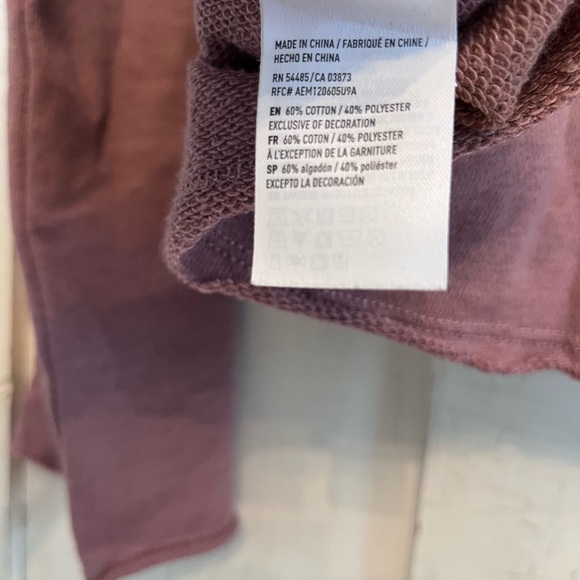 MADE IN CHINA / FABRIQUÉ EN CHINE /
HECHO EN CHINA
RN 54485/CA 03873
RFC# AEM120605U9A
EN 60% COTTON / 40% POLYESTER
EXCLUSIVE OF DECORATION
FR 60% COTON / 40% POLYESTER
À L'EXCEPTION DE LA GARNITURE
SP 60% algodón / 40% poliéster
EXCEPTO LA DECORACIÓN